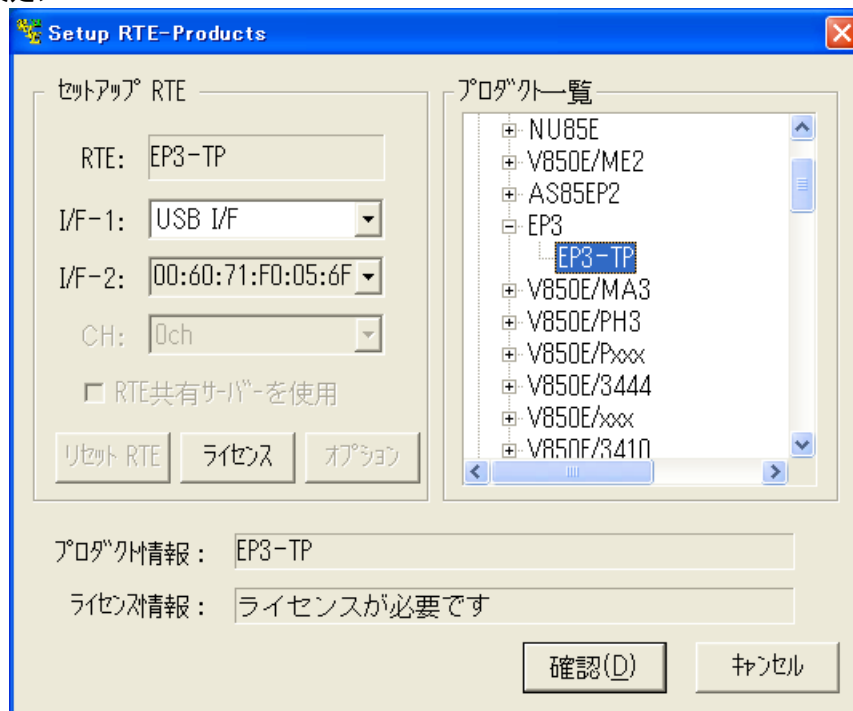 Setup RTE-Products
ｾｯﾄｱｯﾌﾟ RTE
RTE: EP3-TP
I/F-1: USB I/F
I/F-2: 00:60:71:F0:05:6F
CH: 0ch
RTE共有ｻｰﾊﾞｰを使用
ﾘｾｯﾄ RTE ﾗｲｾﾝｽ ｵﾌﾟｼｮﾝ
ﾌﾟﾛﾀﾞｸﾄ一覧
NU85E
V850E/ME2
AS85EP2
EP3
EP3-TP
V850E/MA3
V850E/PH3
V850E/Pxxx
V850E/3444
V850E/xxx
V850E/3410
ﾌﾟﾛﾀﾞｸﾄ情報： EP3-TP
ﾗｲｾﾝｽ情報： ライセンスが必要です
確認(D) ｷｬﾝｾﾙ